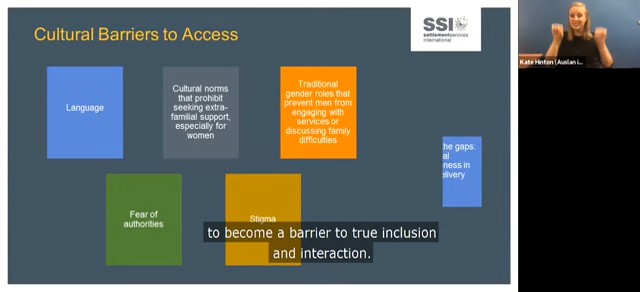 Cultural Barriers to Access
SSI
settlement services
international
Language
Cultural norms
that prohibit
seeking extra-
familial support,
especially for
women
Traditional
gender roles that
prevent men from
engaging with
services or
discussing family
difficulties
the gaps:
in
Fear of
authorities
Stigma
to become a barrier to true inclusion
and interaction.
Kate Hinton (Auslan i...